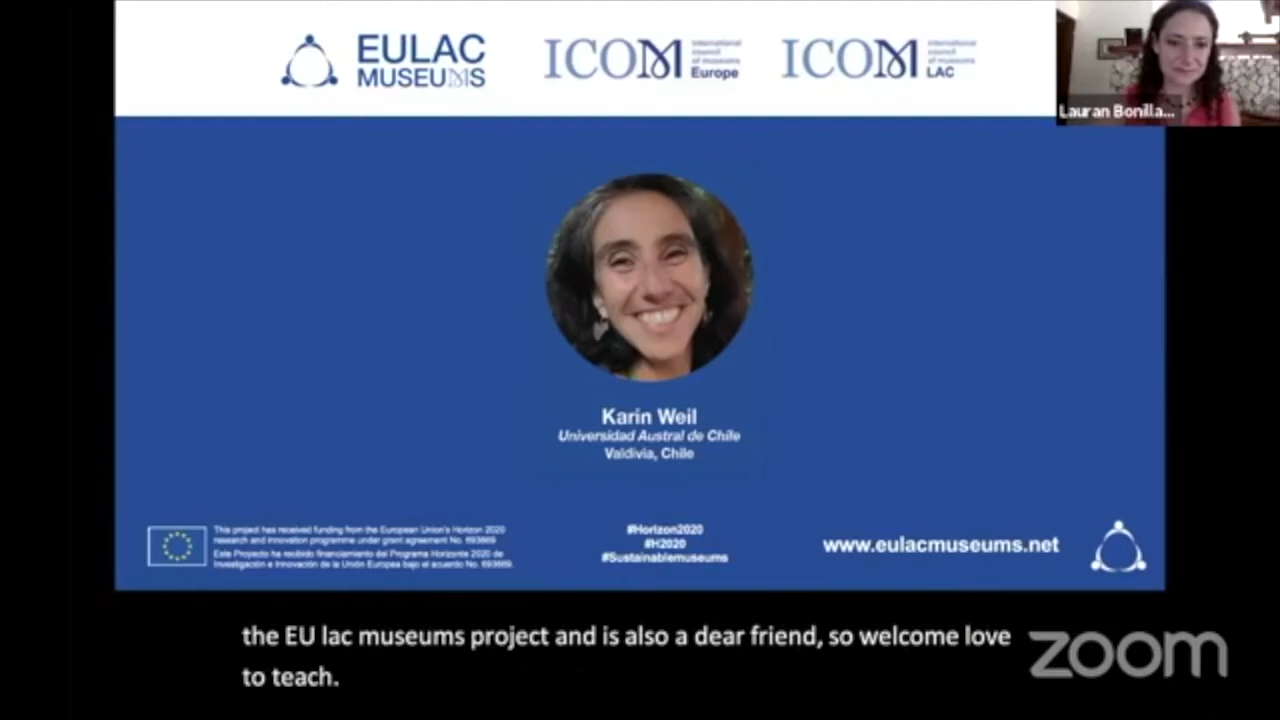 EULAC
MUSEUMS
ICOM
international
council
of museums
Europe
ICOM
international
council
of museums
LAC
Lauran Bonilla...
Karin Weil
Universidad Austral de Chile
Valdivia, Chile
This project has received funding from the European Union's Horizon 2020
research and innovation programme under grant agreement No. 693669
Este Proyecto ha recibido financiamiento del Programa Horizonte 2020 de
Investigación e Innovación de la Unión Europea bajo el acuerdo No. 693669.
#Horizon2020
#H2020
#Sustainablemuseums
www.eulacmuseums.net
the EU lac museums project and is also a dear friend, so welcome love
to teach.
zoom